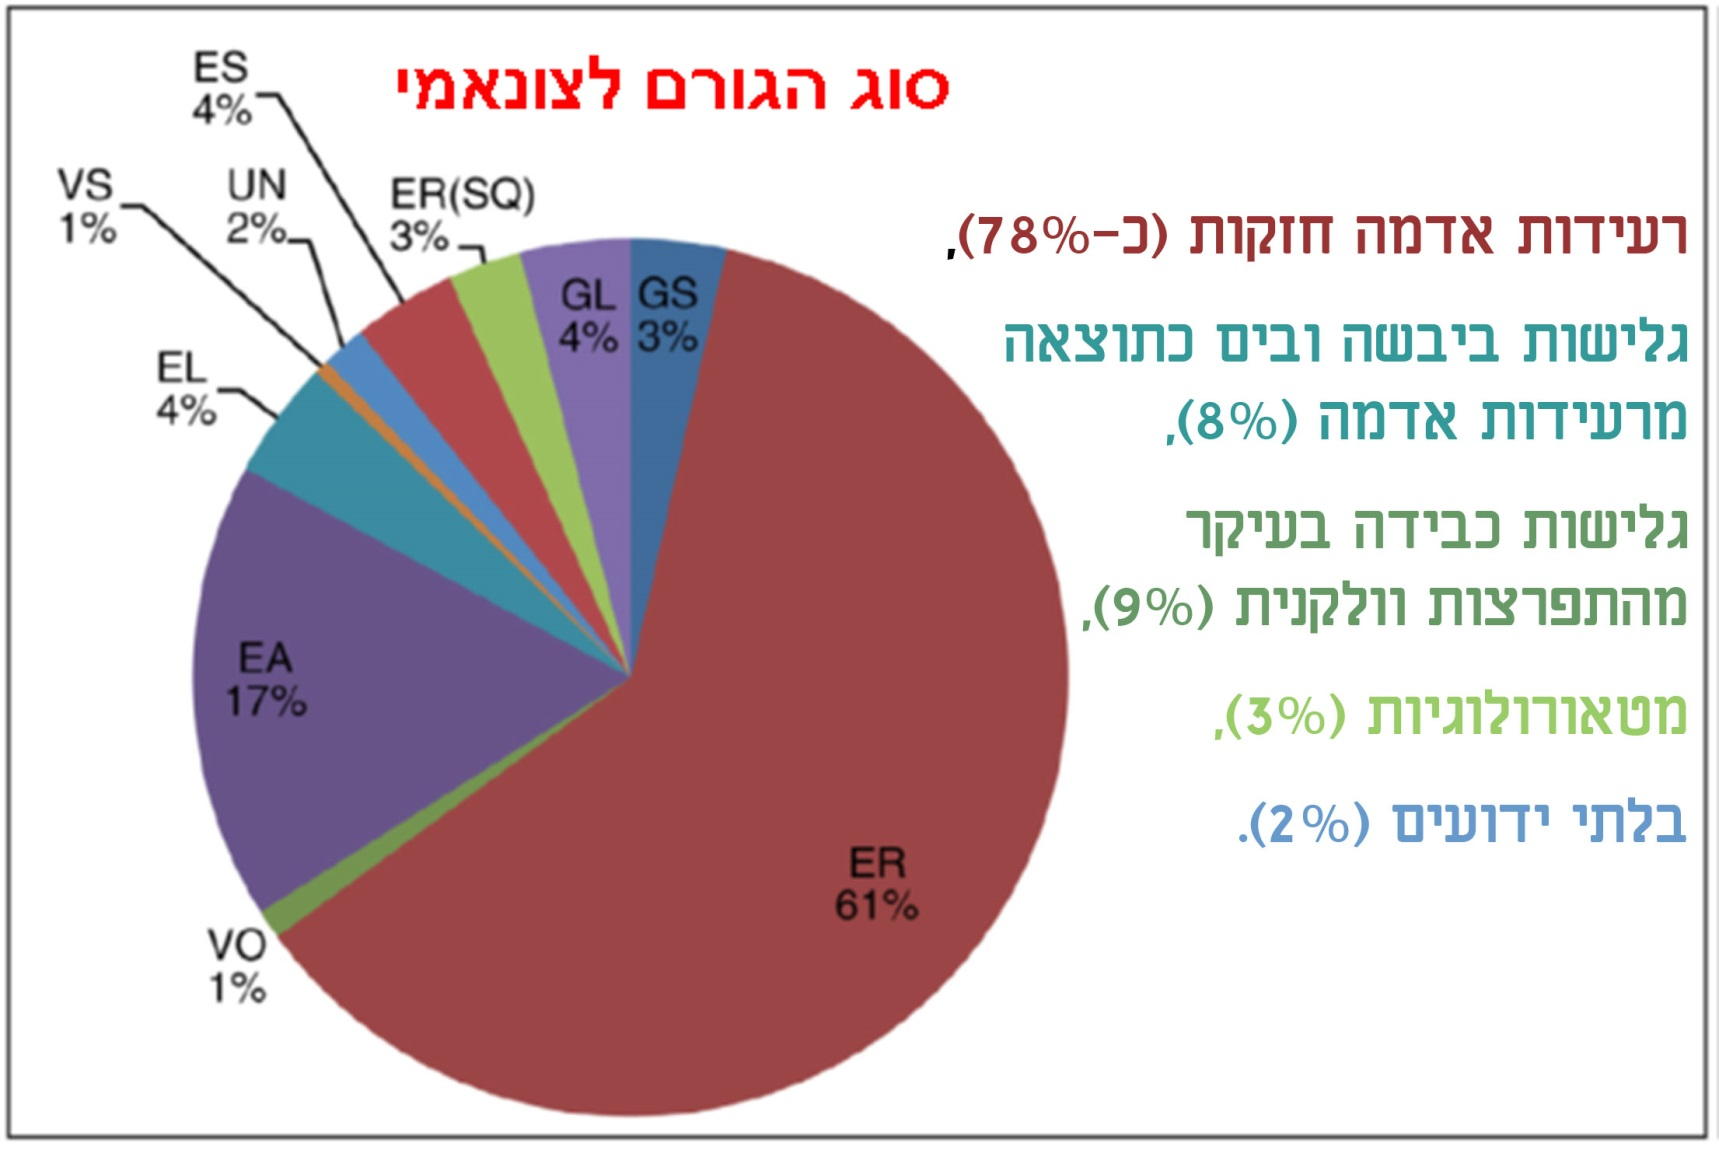 סוג הגורם לצונאמי
ES
4%
VS
1%
UN
2%
ER(SQ)
3%
GL
4%
GS
3%
EL
4%
EA
17%
VO
1%
ER
61%
רעידות אדמה חזקות (כ-78%),
גלישות ביבשה ובים כתוצאה
מרעידות אדמה (8%),
גלישות כבידה בעיקר
מהתפרצות וולקנית (9%),
מטאורולוגיות (3%),
בלתי ידועים (2%).